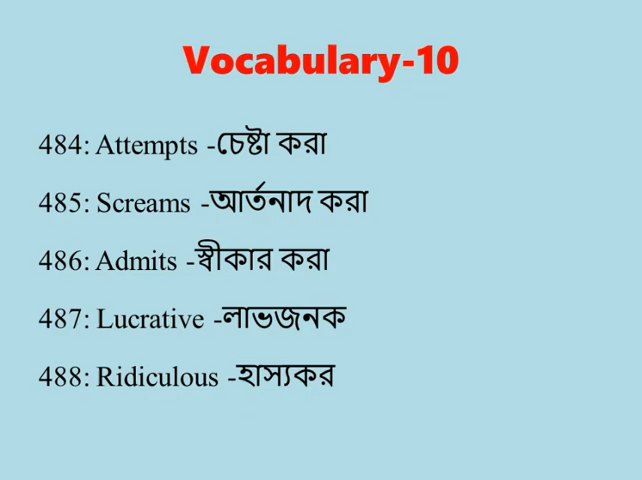 Vocabulary-10
484: Attempts -চেষ্টা করা
485: Screams -আর্তনাদ করা
486: Admits -স্বীকার করা
487: Lucrative -লাভজনক
488: Ridiculous -হাস্যকর